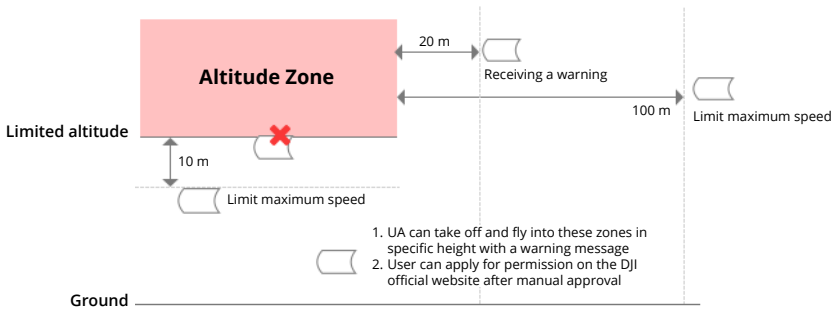 20 m
Altitude Zone
Receiving a warning
100 m
Limit maximum speed
Limited altitude
10 m
Limit maximum speed
1. UA can take off and fly into these zones in
specific height with a warning message
2. User can apply for permission on the DJI
official website after manual approval
Ground